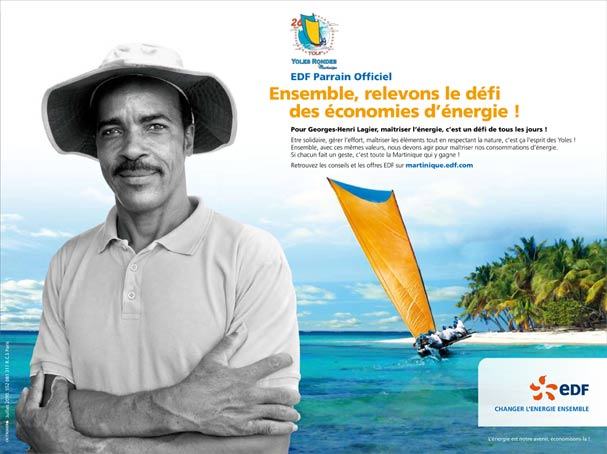 26
TOUR
YOLES RONDES
Martinique
EDF Parrain Officiel
Ensemble, relevons le défi
des économies d’énergie !
Pour Georges-Henri Lagier, maîtriser l’énergie, c’est un défi de tous les jours !
Etre solidaire, gérer l’effort, maîtriser les éléments tout en respectant la nature, c’est ça l’esprit des Yoles !
Ensemble, avec ces mêmes valeurs, nous devons agir pour maîtriser nos consommations d’énergie.
Si chacun fait un geste, c’est toute la Martinique qui y gagne !
Retrouvez les conseils et les offres EDF sur martinique.edf.com
EDF
CHANGER L’ENERGIE ENSEMBLE
L’énergie est notre avenir, économisons-la !